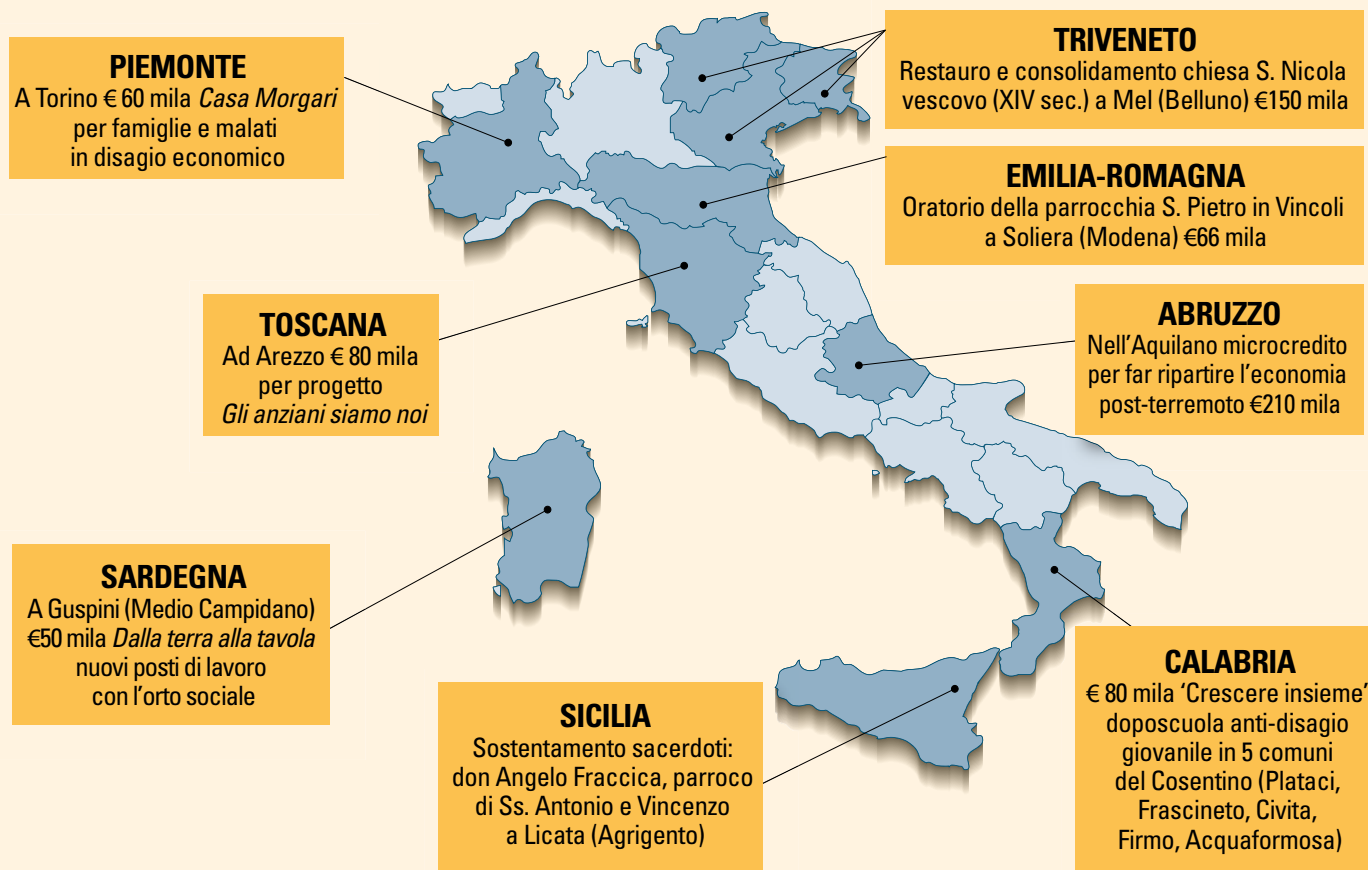 PIEMONTE
A Torino € 60 mila Casa Morgari
per famiglie e malati
in disagio economico
TRIVENETO
Restauro e consolidamento chiesa S. Nicola
vescovo (XIV sec.) a Mel (Belluno) €150 mila
EMILIA-ROMAGNA
Oratorio della parrocchia S. Pietro in Vincoli
a Soliera (Modena) €66 mila
TOSCANA
Ad Arezzo € 80 mila
per progetto
Gli anziani siamo noi
ABRUZZO
Nell'Aquilano microcredito
per far ripartire l'economia
post-terremoto €210 mila
SARDEGNA
A Guspini (Medio Campidano)
€50 mila Dalla terra alla tavola
nuovi posti di lavoro
con l'orto sociale
SICILIA
Sostentamento sacerdoti:
don Angelo Fraccica, parroco
di Ss. Antonio e Vincenzo
a Licata (Agrigento)
CALABRIA
€ 80 mila 'Crescere insieme'
doposcuola anti-disagio
giovanile in 5 comuni
del Cosentino (Plataci,
Frascineto, Civita,
Firmo, Acquaformosa)